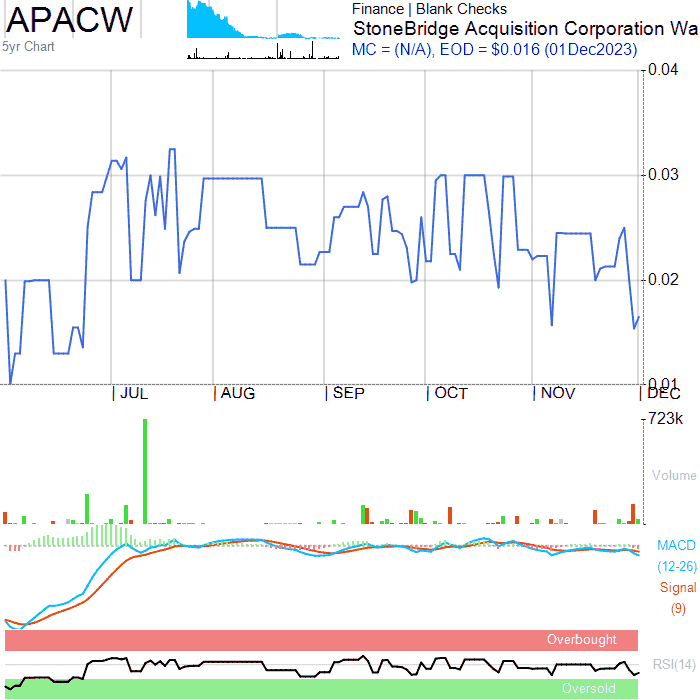 APACW
5yr Chart
Finance | Blank Checks
StoneBridge Acquisition Corporation Wa
MC = (N/A), EOD = $0.016 (01Dec2023)
0.04
0.03
0.02
0.01
JUL AUG SEP OCT NOV DEC
723k
Volume
MACD
(12-26)
Signal
(9)
Overbought
RSI(14)
Oversold